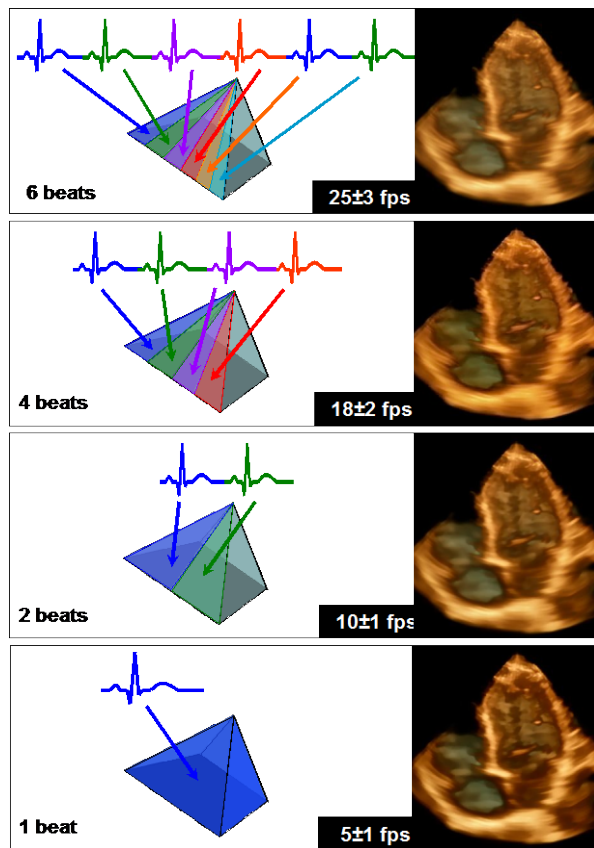 6 beats
25±3 fps
4 beats
18±2 fps
2 beats
10±1 fps
1 beat
5±1 fps